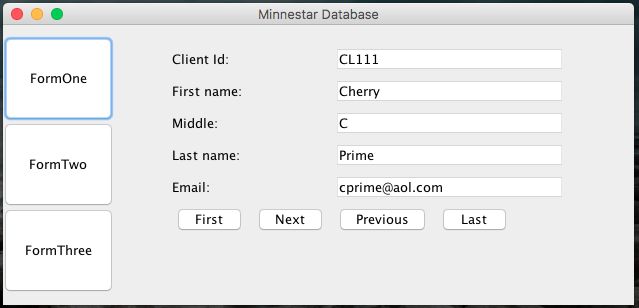 Minnestar Database
FormOne
FormTwo
FormThree
Client Id: CL111
First name: Cherry
Middle: C
Last name: Prime
Email: cprime@aol.com
First Next Previous Last